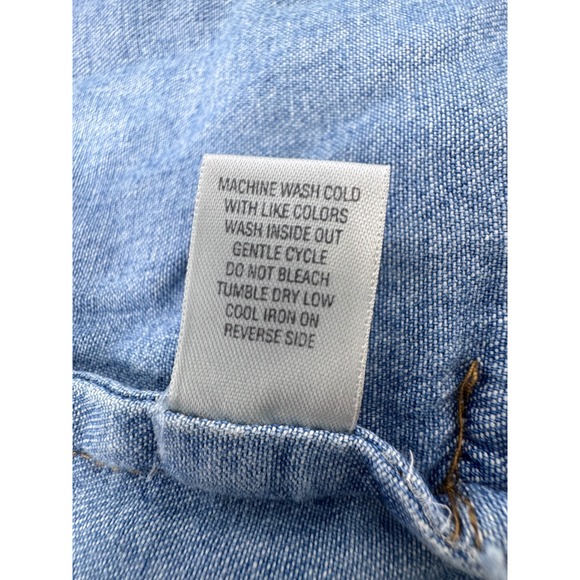 MACHINE WASH COLD
WITH LIKE COLORS
WASH INSIDE OUT
GENTLE CYCLE
DO NOT BLEACH
TUMBLE DRY LOW
COOL IRON ON
REVERSE SIDE